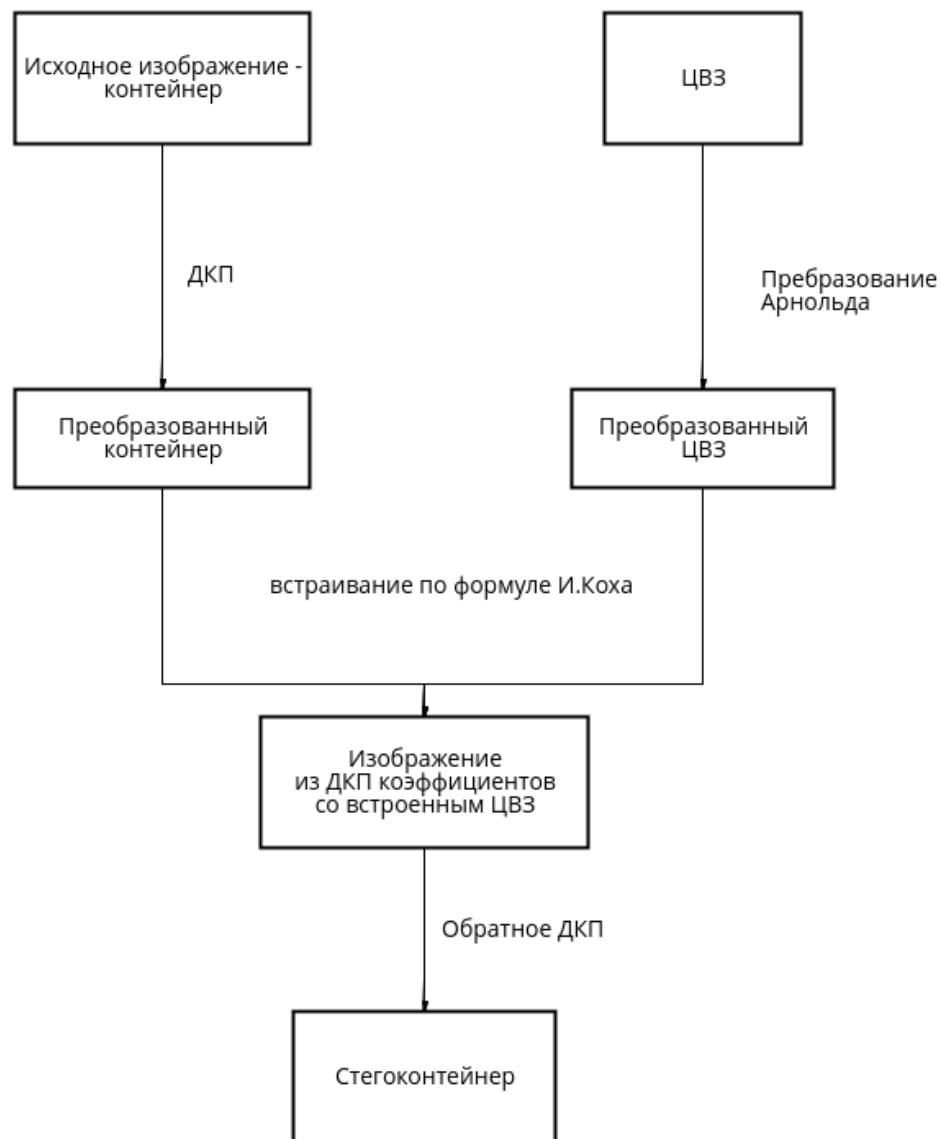 Исходное изображение -
контейнер
ЦВЗ
ДКП
Пребразование
Арнольда
Преобразованный
контейнер
Преобразованный
ЦВЗ
встраивание по формуле И.Коха
Изображение
из ДКП коэффициентов
со встроенным ЦВЗ
Обратное ДКП
Стегоконтейнер